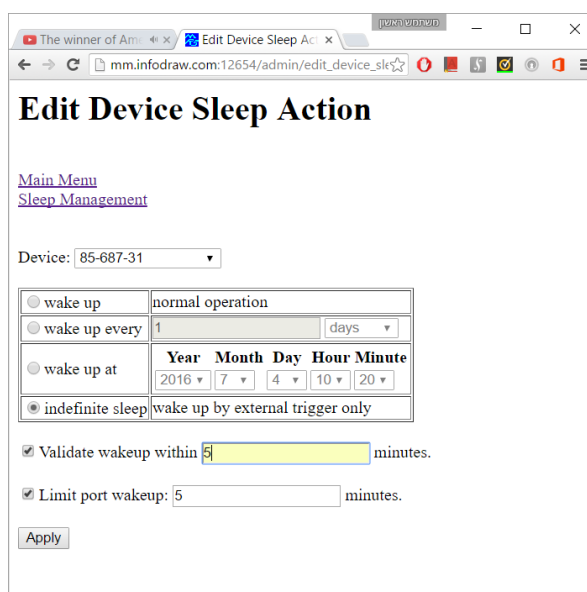 משתמש ראשון
The winner of Ame
Edit Device Sleep Act
mm.infodraw.com:12654/admin/edit_device_sle
Edit Device Sleep Action
Main Menu
Sleep Management
Device: 85-687-31
wake up normal operation
wake up every 1 days
Year Month Day Hour Minute
wake up at 2016 7 4 10 20
indefinite sleep wake up by external trigger only
Validate wakeup within 5 minutes.
Limit port wakeup: 5 minutes.
Apply